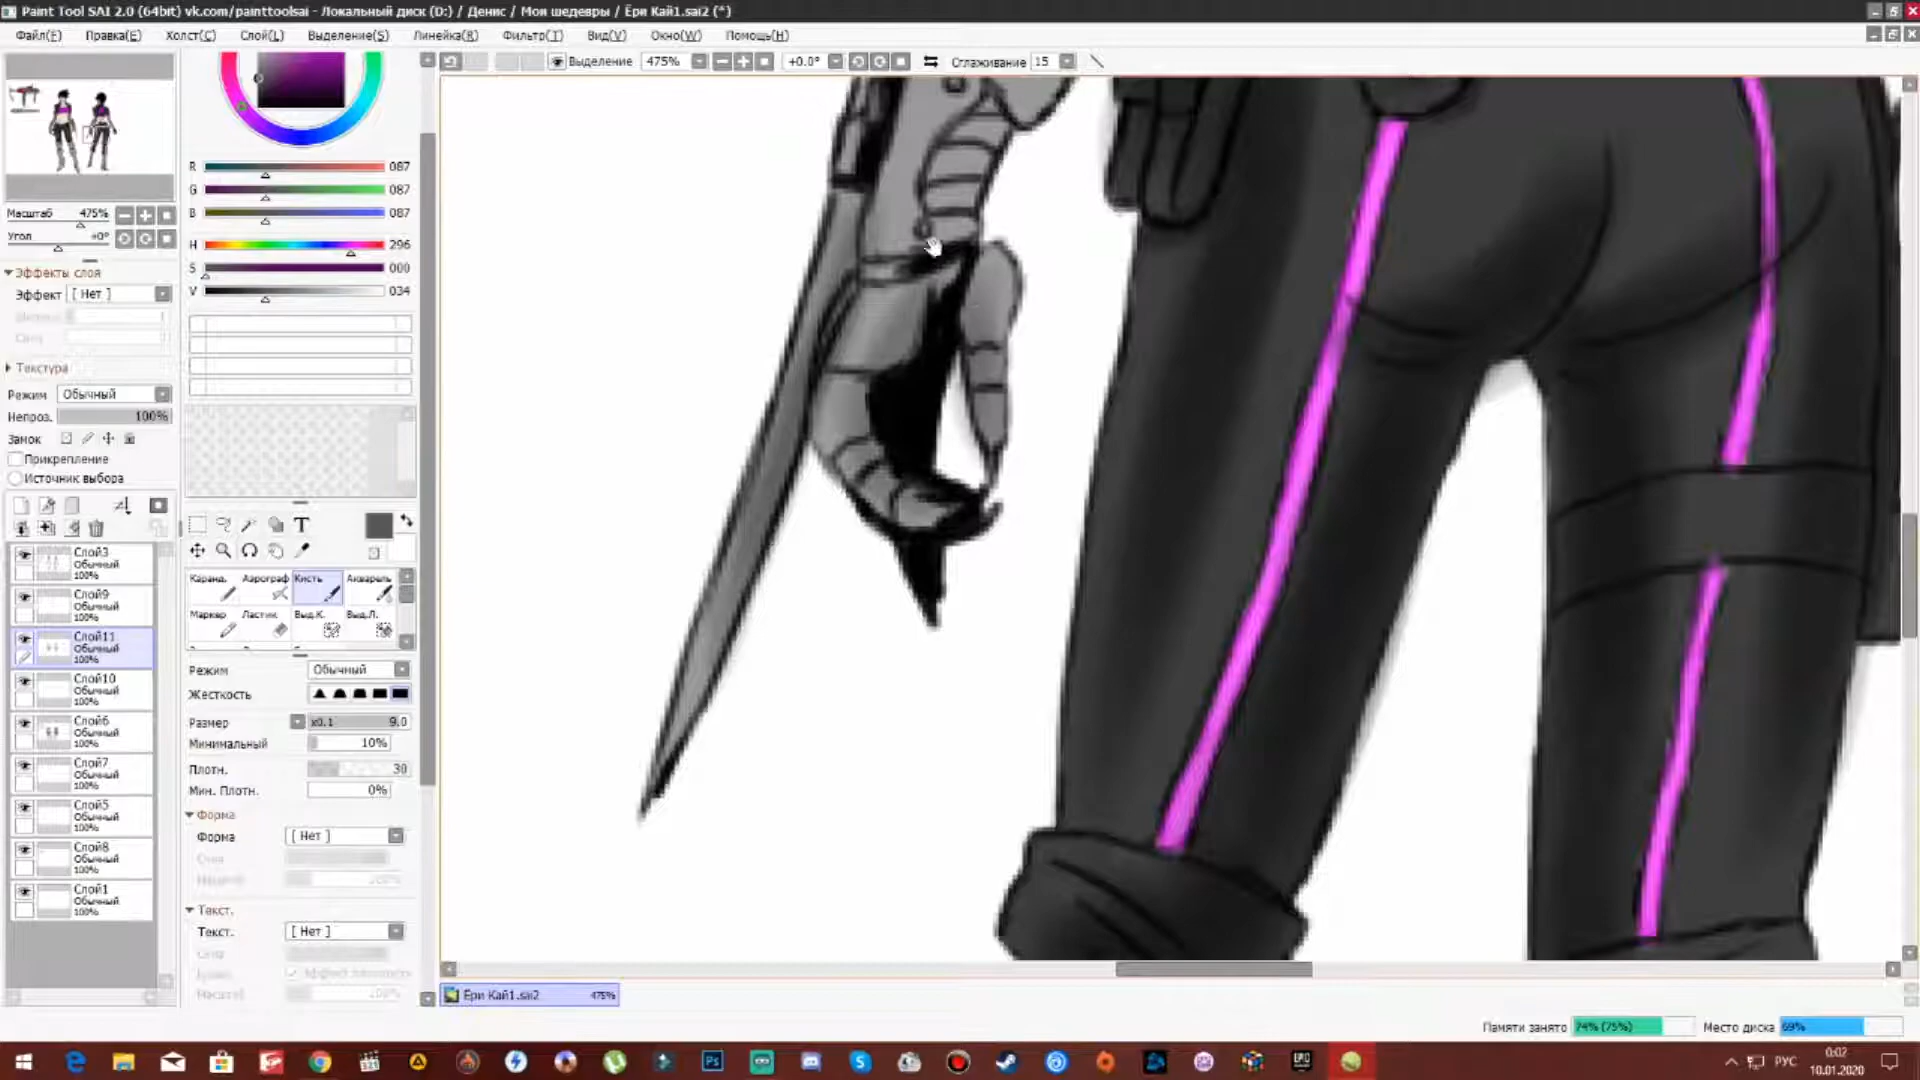 Paint Tool SAI 2.0 (64bit) vk.com/painttoolsai - Локальный диск (D:) / Денис / Мои шедевры / Ери Кай1.sai2 (*)
Файл(F) Правка(E) Холст(C) Слой(L) Выделение(S) Линейка(R) Фильтр(T) Вид(V) Окно(W) Помощь(H)
Выделение 475% +0.0° Сглаживание 15
R 087
G 087
B 087
H 296
S 000
V 034
Масштаб 475%
Угол +0°
Эффекты слоя
Эффект [ Нет ]
Текстура
Режим Обычный
Непроз. 100%
Замок
Прикрепление
Источник выбора
Слой3
Обычный
100%
Слой9
Обычный
100%
Слой11
Обычный
100%
Слой10
Обычный
100%
Слой6
Обычный
100%
Слой7
Обычный
100%
Слой5
Обычный
100%
Слой8
Обычный
100%
Слой1
Обычный
100%
T
Каранд. Аэрограф Кисть Акварель
Маркер Ластик Выд.К. Выд.Л.
Режим Обычный
Жесткость
Размер x0.1 9.0
Минимальный 10%
Плотн. 30
Мин. Плотн. 0%
Форма
Форма [ Нет ]
Текст.
Текст. [ Нет ]
Ери Кай1.sai2 475%
Памяти занято 74% (75%) Место диска 69%
Ps S РУС
0:02
10.01.2020